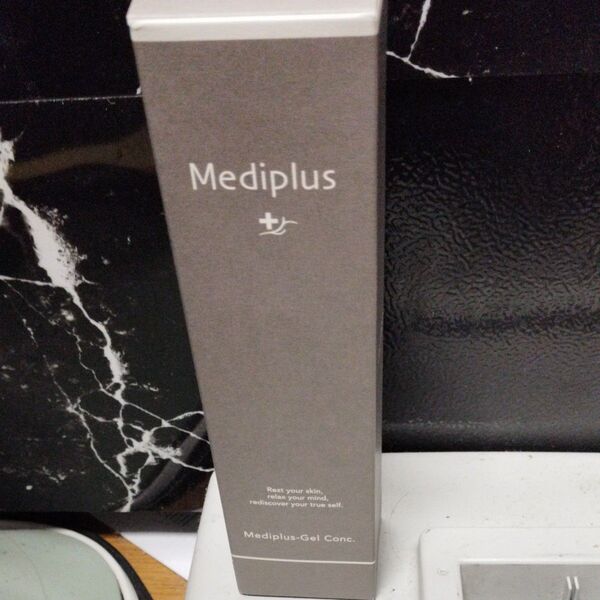 Mediplus
Rest your skin,
relax your mind,
rediscover your true self.
Mediplus-Gel Conc.